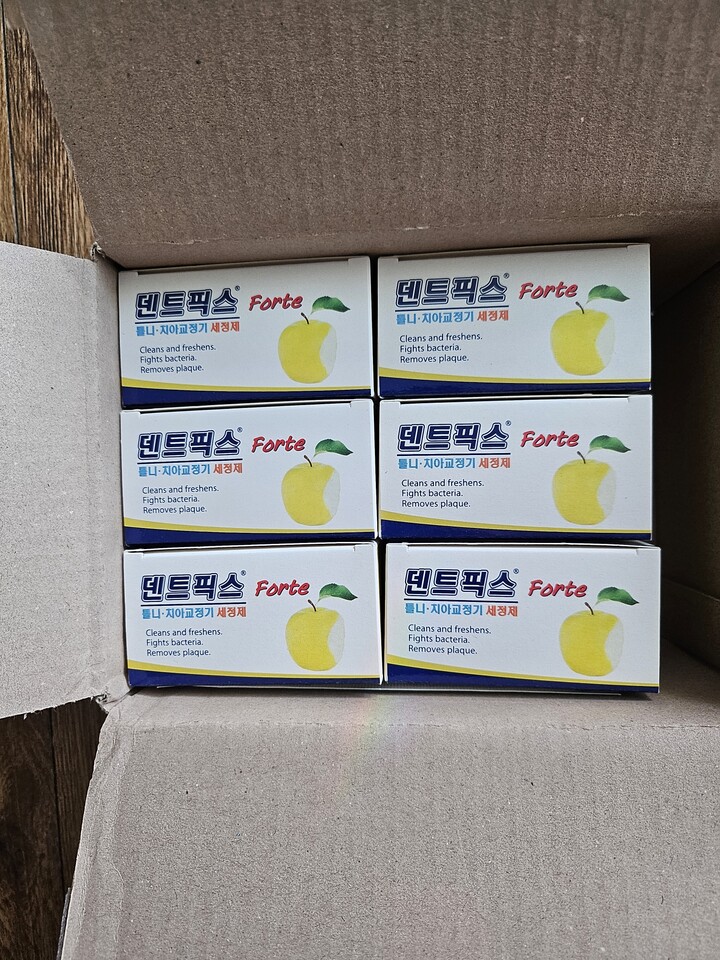 덴트픽스® Forte
틀니·치아교정기 세정제
Cleans and freshens.
Fights bacteria.
Removes plaque.
덴트픽스® Forte
틀니·치아교정기 세정제
Cleans and freshens.
Fights bacteria.
Removes plaque.
덴트픽스® Forte
틀니·치아교정기 세정제
Cleans and freshens.
Fights bacteria.
Removes plaque.
덴트픽스® Forte
틀니·치아교정기 세정제
Cleans and freshens.
Fights bacteria.
Removes plaque.
덴트픽스® Forte
틀니·치아교정기 세정제
Cleans and freshens.
Fights bacteria.
Removes plaque.
덴트픽스® Forte
틀니·치아교정기 세정제
Cleans and freshens.
Fights bacteria.
Removes plaque.